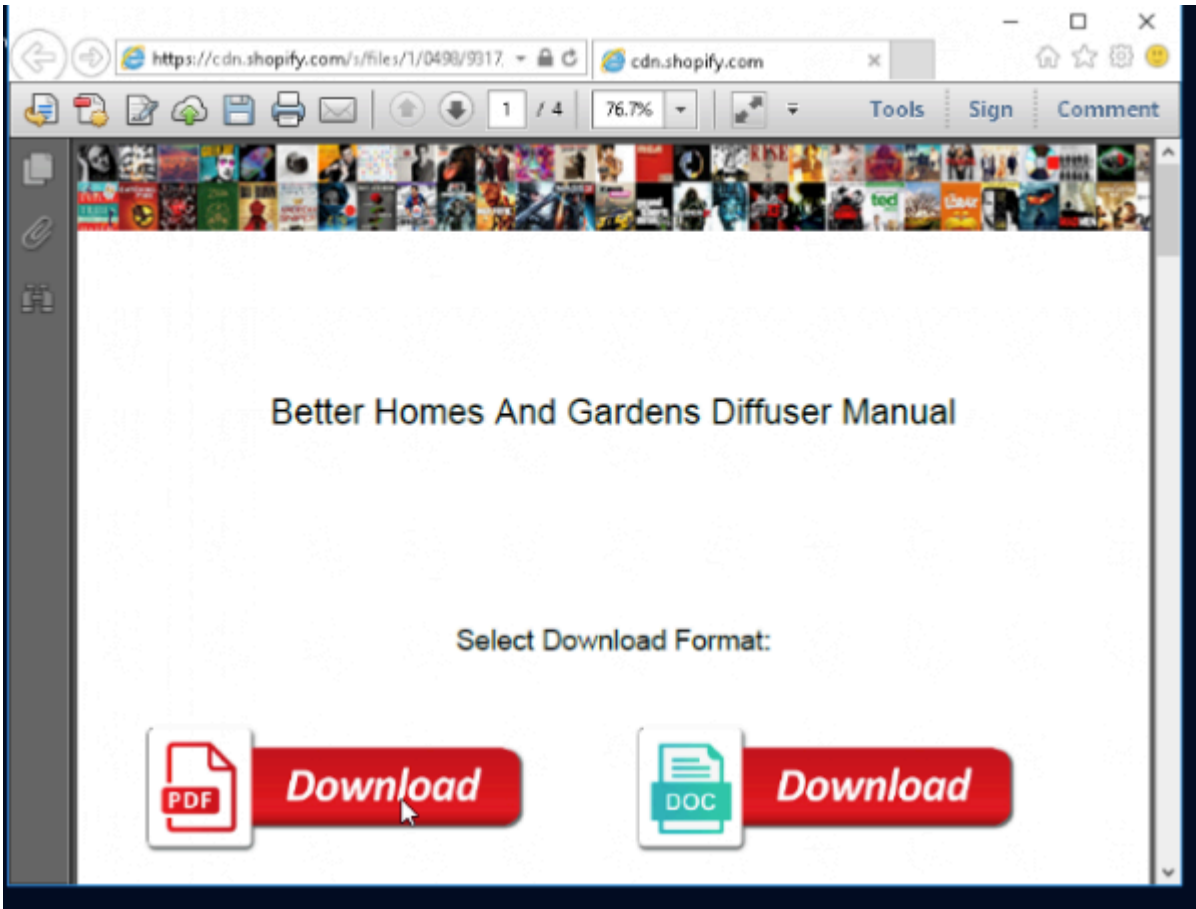 https://cdn.shopify.com/s/files/1/0498/9317
cdn.shopify.com
1 / 4
76.7%
Tools Sign Comment
ted
Better Homes And Gardens Diffuser Manual
Select Download Format:
PDF Download
DOC Download